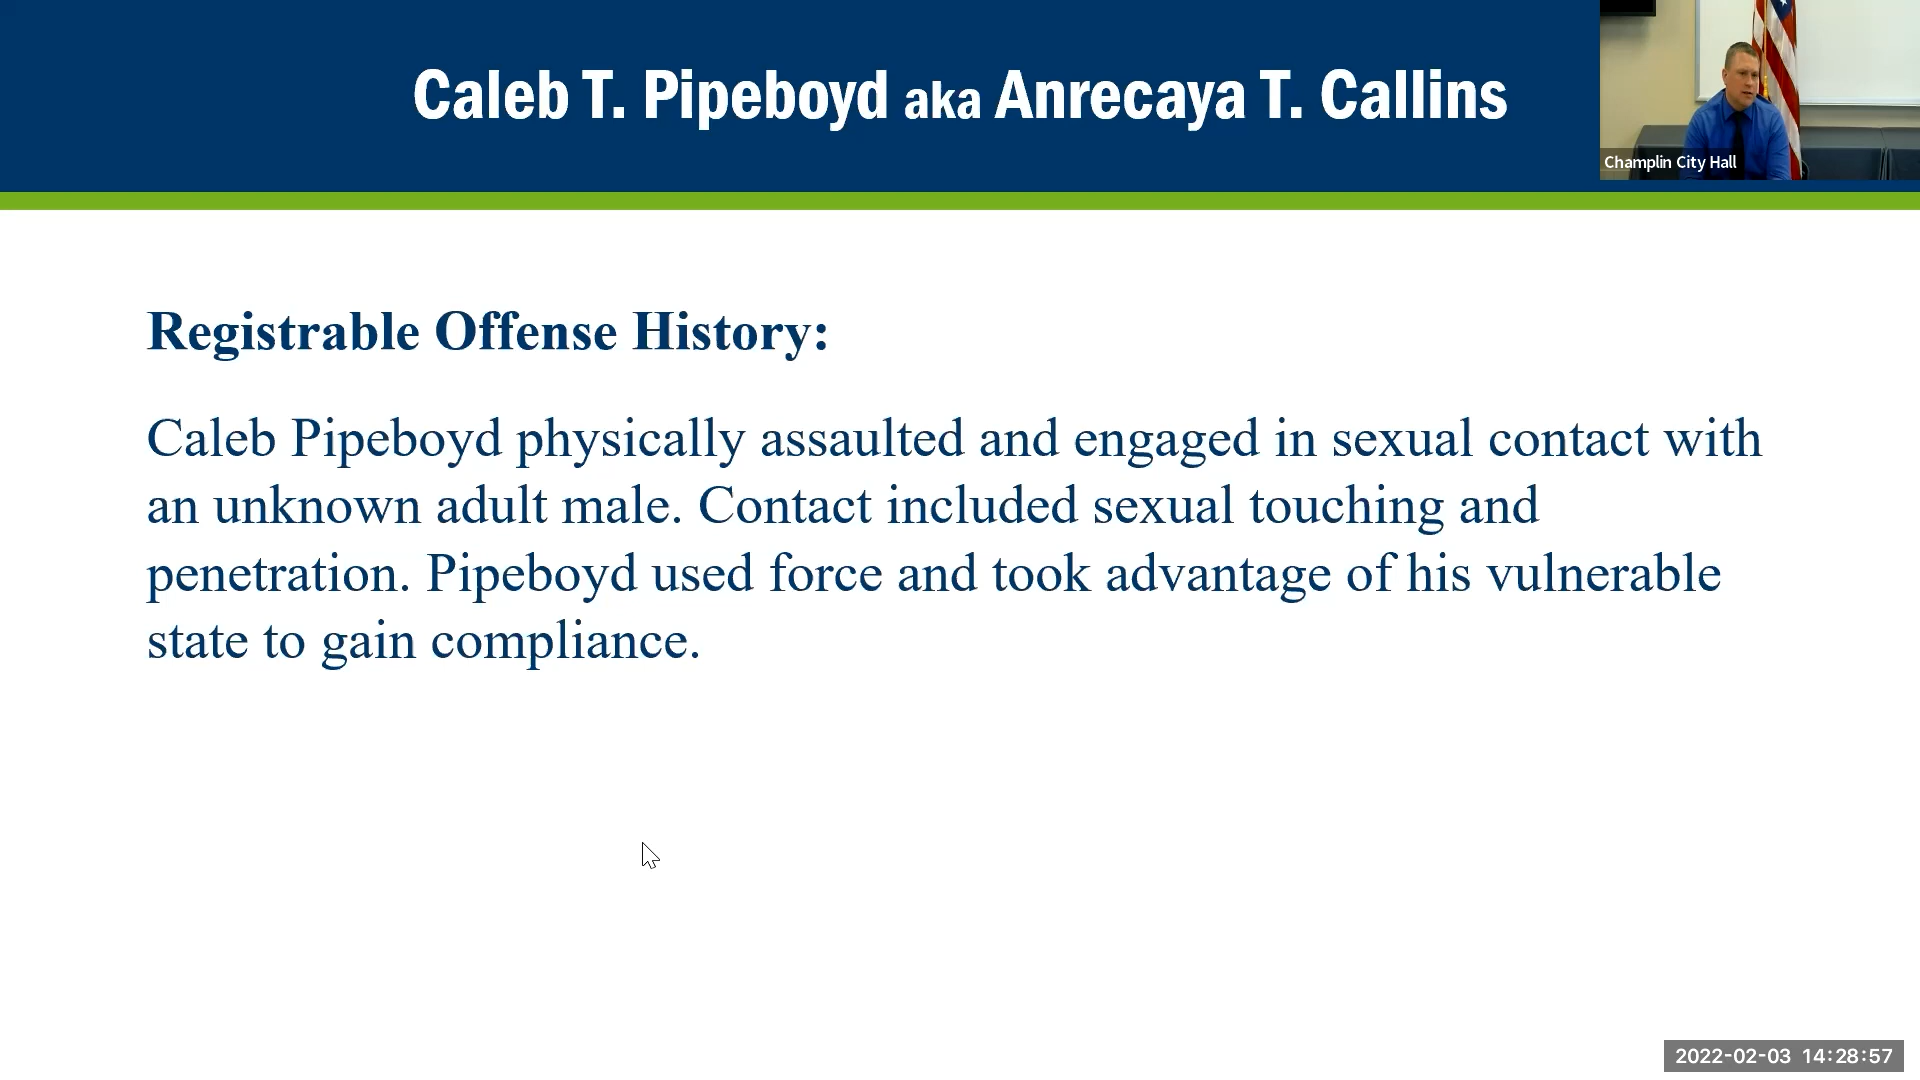 Caleb T. Pipeboyd aka Anrecaya T. Callins
Champlin City Hall
Registrable Offense History:
Caleb Pipeboyd physically assaulted and engaged in sexual contact with
an unknown adult male. Contact included sexual touching and
penetration. Pipeboyd used force and took advantage of his vulnerable
state to gain compliance.
2022-02-03 14:28:57